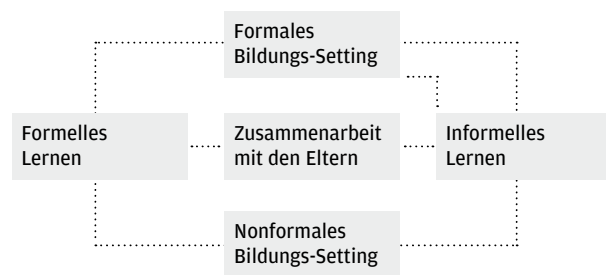 Formales
Bildungs-Setting
Formelles
Lernen
Zusammenarbeit
mit den Eltern
Informelles
Lernen
Nonformales
Bildungs-Setting